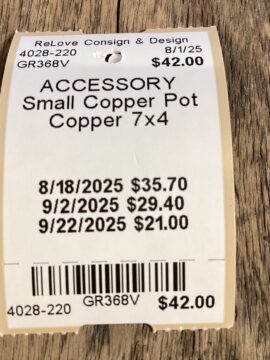 ReLove Consign & Design
4028-220 8/1/25
GR368V $42.00
ACCESSORY
Small Copper Pot
Copper 7x4
8/18/2025 $35.70
9/2/2025 $29.40
9/22/2025 $21.00
4028-220 GR368V $42.00